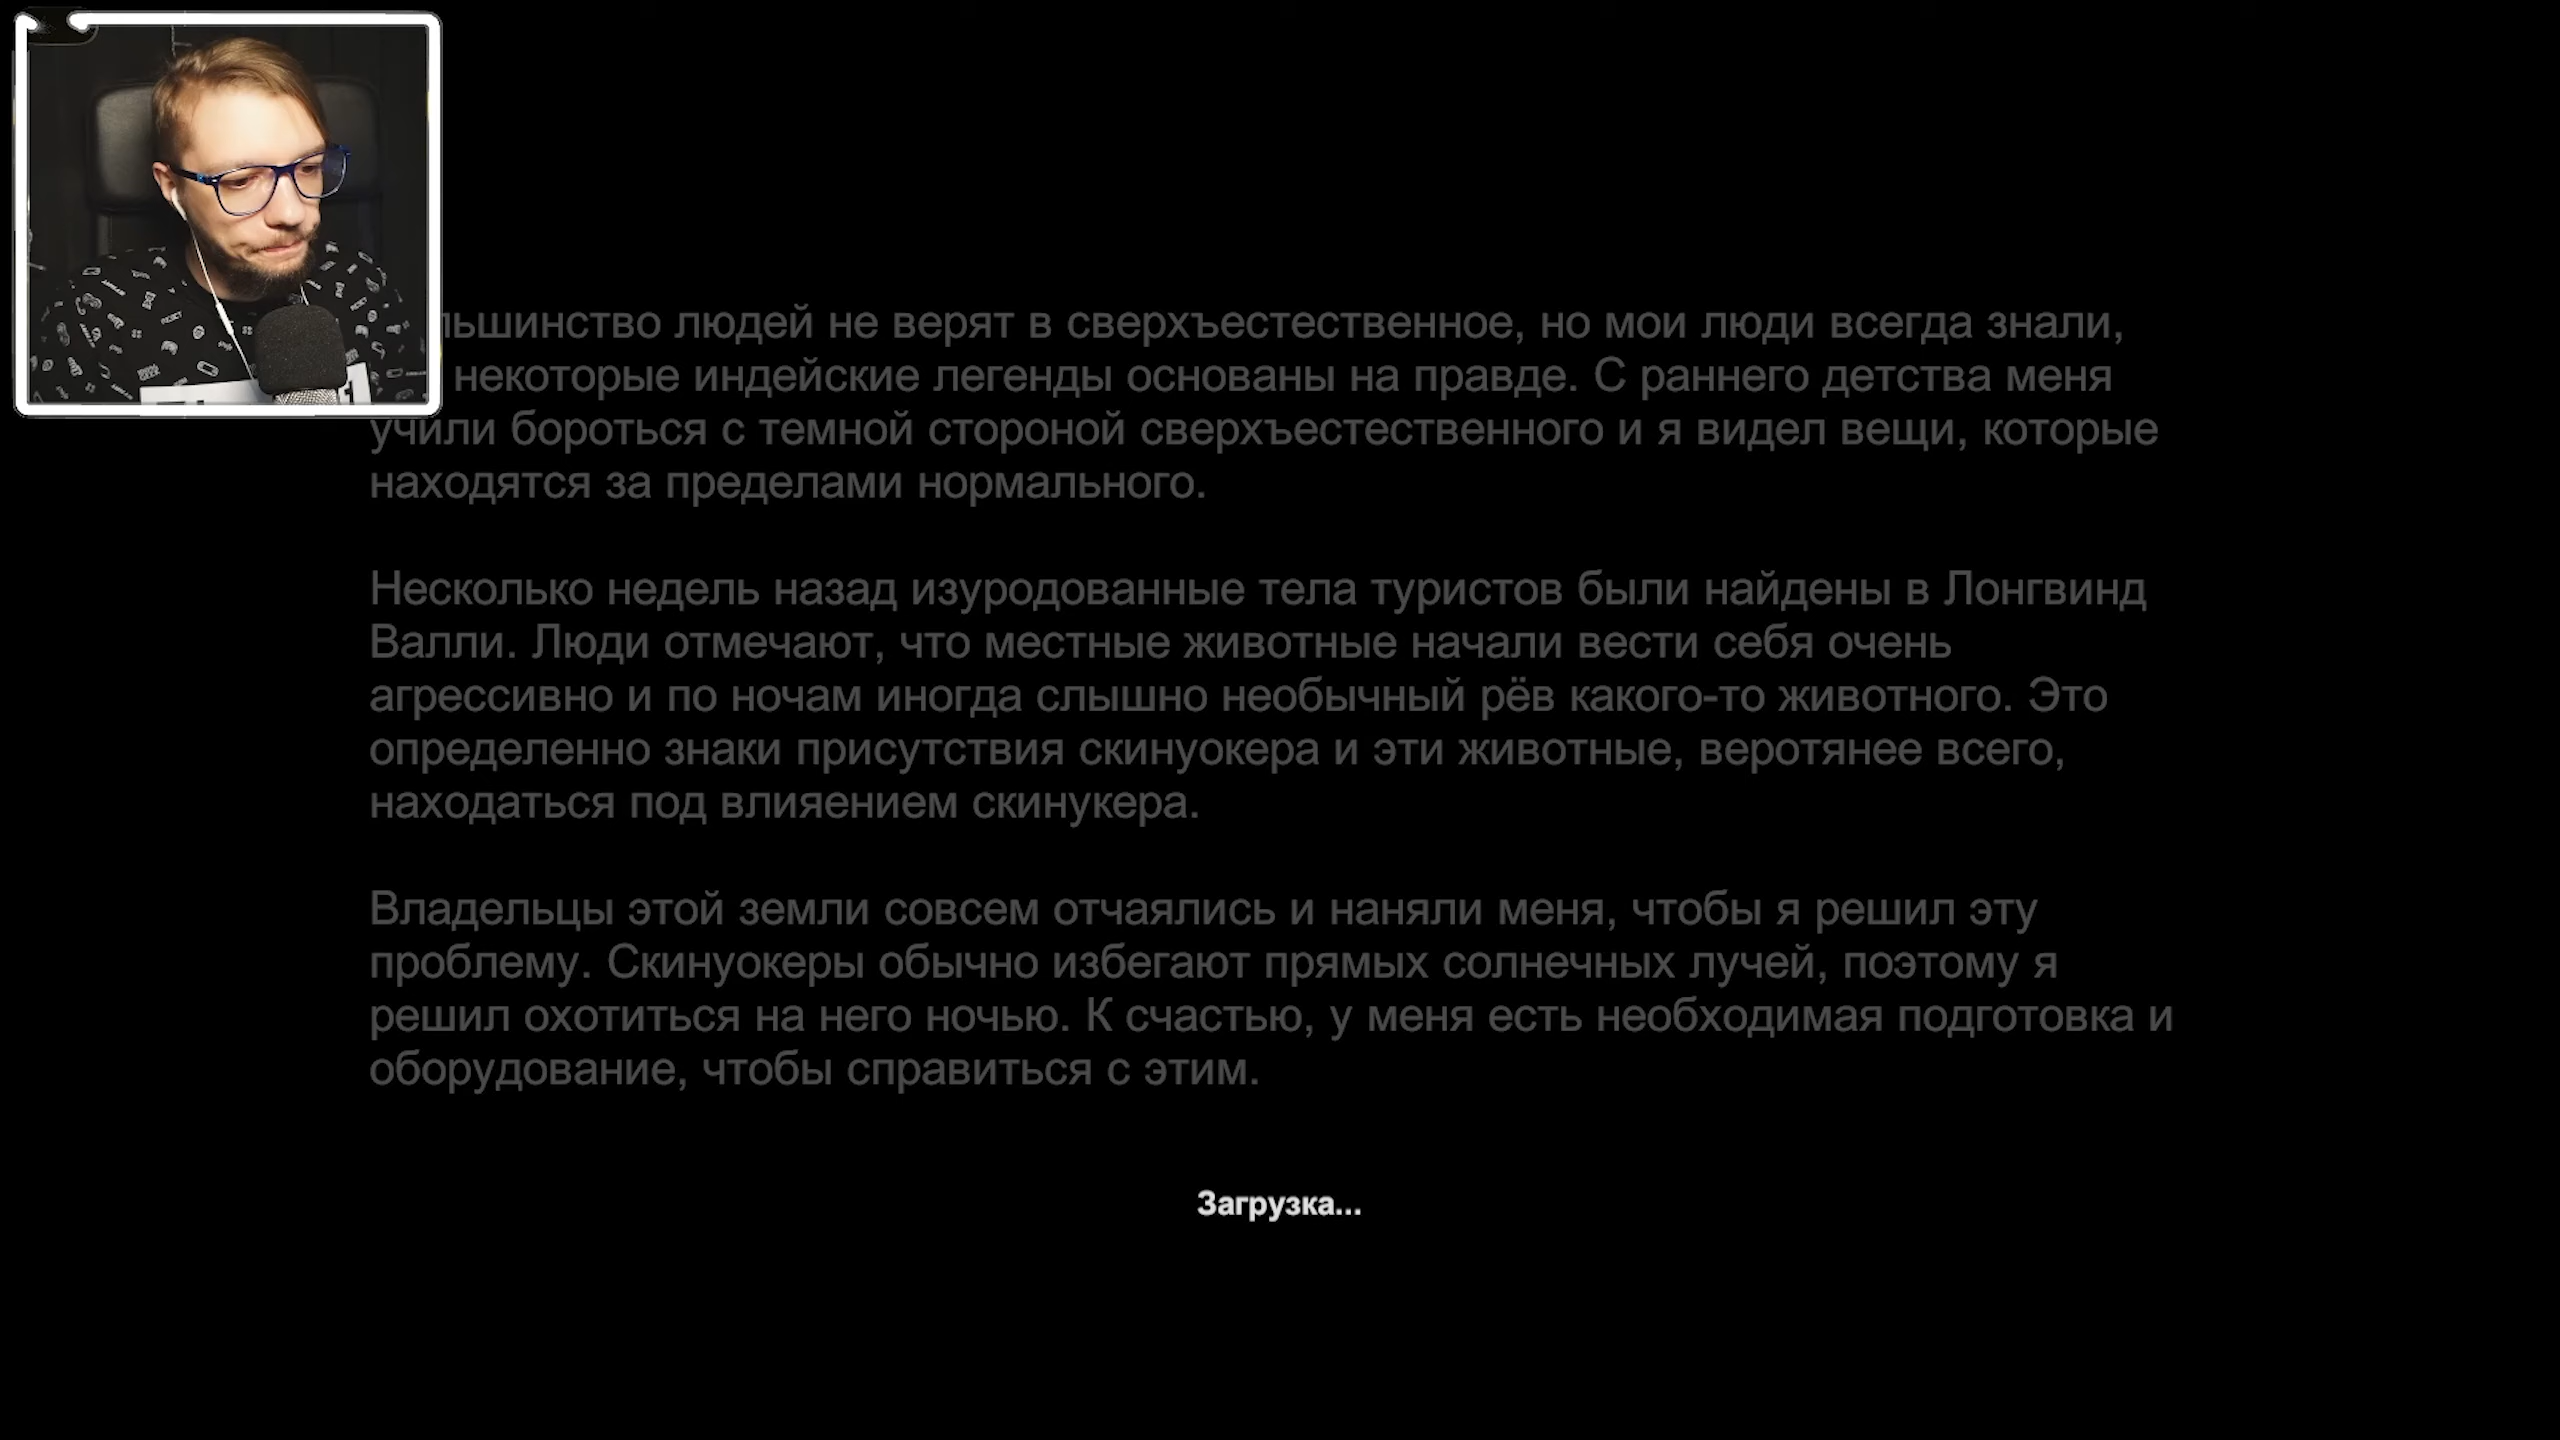 льшинство людей не верят в сверхъестественное, но мои люди всегда знали,
некоторые индейские легенды основаны на правде. С раннего детства меня
учили бороться с темной стороной сверхъестественного и я видел вещи, которые
находятся за пределами нормального.
Несколько недель назад изуродованные тела туристов были найдены в Лонгвинд
Валли. Люди отмечают, что местные животные начали вести себя очень
агрессивно и по ночам иногда слышно необычный рёв какого-то животного. Это
определенно знаки присутствия скинуокера и эти животные, веротянее всего,
находаться под влияением скинукера.
Владельцы этой земли совсем отчаялись и наняли меня, чтобы я решил эту
проблему. Скинуокеры обычно избегают прямых солнечных лучей, поэтому я
решил охотиться на него ночью. К счастью, у меня есть необходимая подготовка и
оборудование, чтобы справиться с этим.
Загрузка...